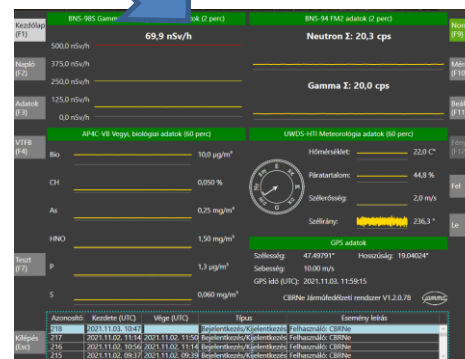 Kezdőlap
(F1)
Napló
(F2)
Adatok
(F3)
VTFB
(F4)
Teszt
(F7)
Kilépés
(Esc)
BNS-98S Gamm
ok (2 perc)
69,9 nSv/h
500,0 nSv/h
375,0 nSv/h
250,0 nSv/h
125,0 nSv/h
0,0 nSv/h
BNS-94 FM2 adatok (2 perc)
Neutron Σ: 20,3 cps
Gamma Σ: 20,0 cps
AP4C-VB Vegyi, biológiai adatok (60 perc)
Bio 10,0 µg/m³
CH 0,050 %
As 0,25 mg/m³
HNO 1,50 mg/m³
P 1,3 µg/m³
S 0,060 mg/m³
UWDS-HTI Meteorológia adatok (60 perc)
Hőmérséklet: 22,0 C°
Páratartalom: 44,8 %
Szélerősség: 2,0 m/s
Szélirány: 236,3 °
GPS adatok
Szélesség: 47.49791° Hosszúság: 19.04024°
Sebesség: 10.00 m/s
GPS idő (UTC): 2021.11.03. 11:59:15
CBRNe Járműfedélzeti rendszer V1.2.0.78
(F9)
(F10)
(F11)
Fel
Le
Azonosító Kezdete (UTC) Vége (UTC) Típus Esemény leírás
218 2021.11.03. 10:47 Bejelentkezés/Kijelentkezés Felhasználó: CBRNe
217 2021.11.02. 11:14 2021.11.02. 11:50 Bejelentkezés/Kijelentkezés Felhasználó: CBRNe
216 2021.11.02. 10:56 2021.11.02. 11:14 Bejelentkezés/Kijelentkezés Felhasználó: CBRNe
215 2021.11.02. 09:37 2021.11.02. 09:39 Bejelentkezés/Kijelentkezés Felhasználó: CBRNe